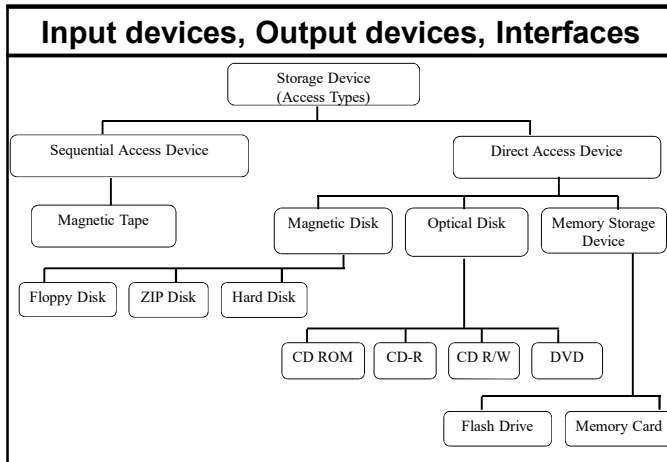 Input devices, Output devices, Interfaces
Storage Device
(Access Types)
Sequential Access Device
Direct Access Device
Magnetic Tape
Magnetic Disk
Optical Disk
Memory Storage
Device
Floppy Disk
ZIP Disk
Hard Disk
CD ROM
CD-R
CD R/W
DVD
Flash Drive
Memory Card